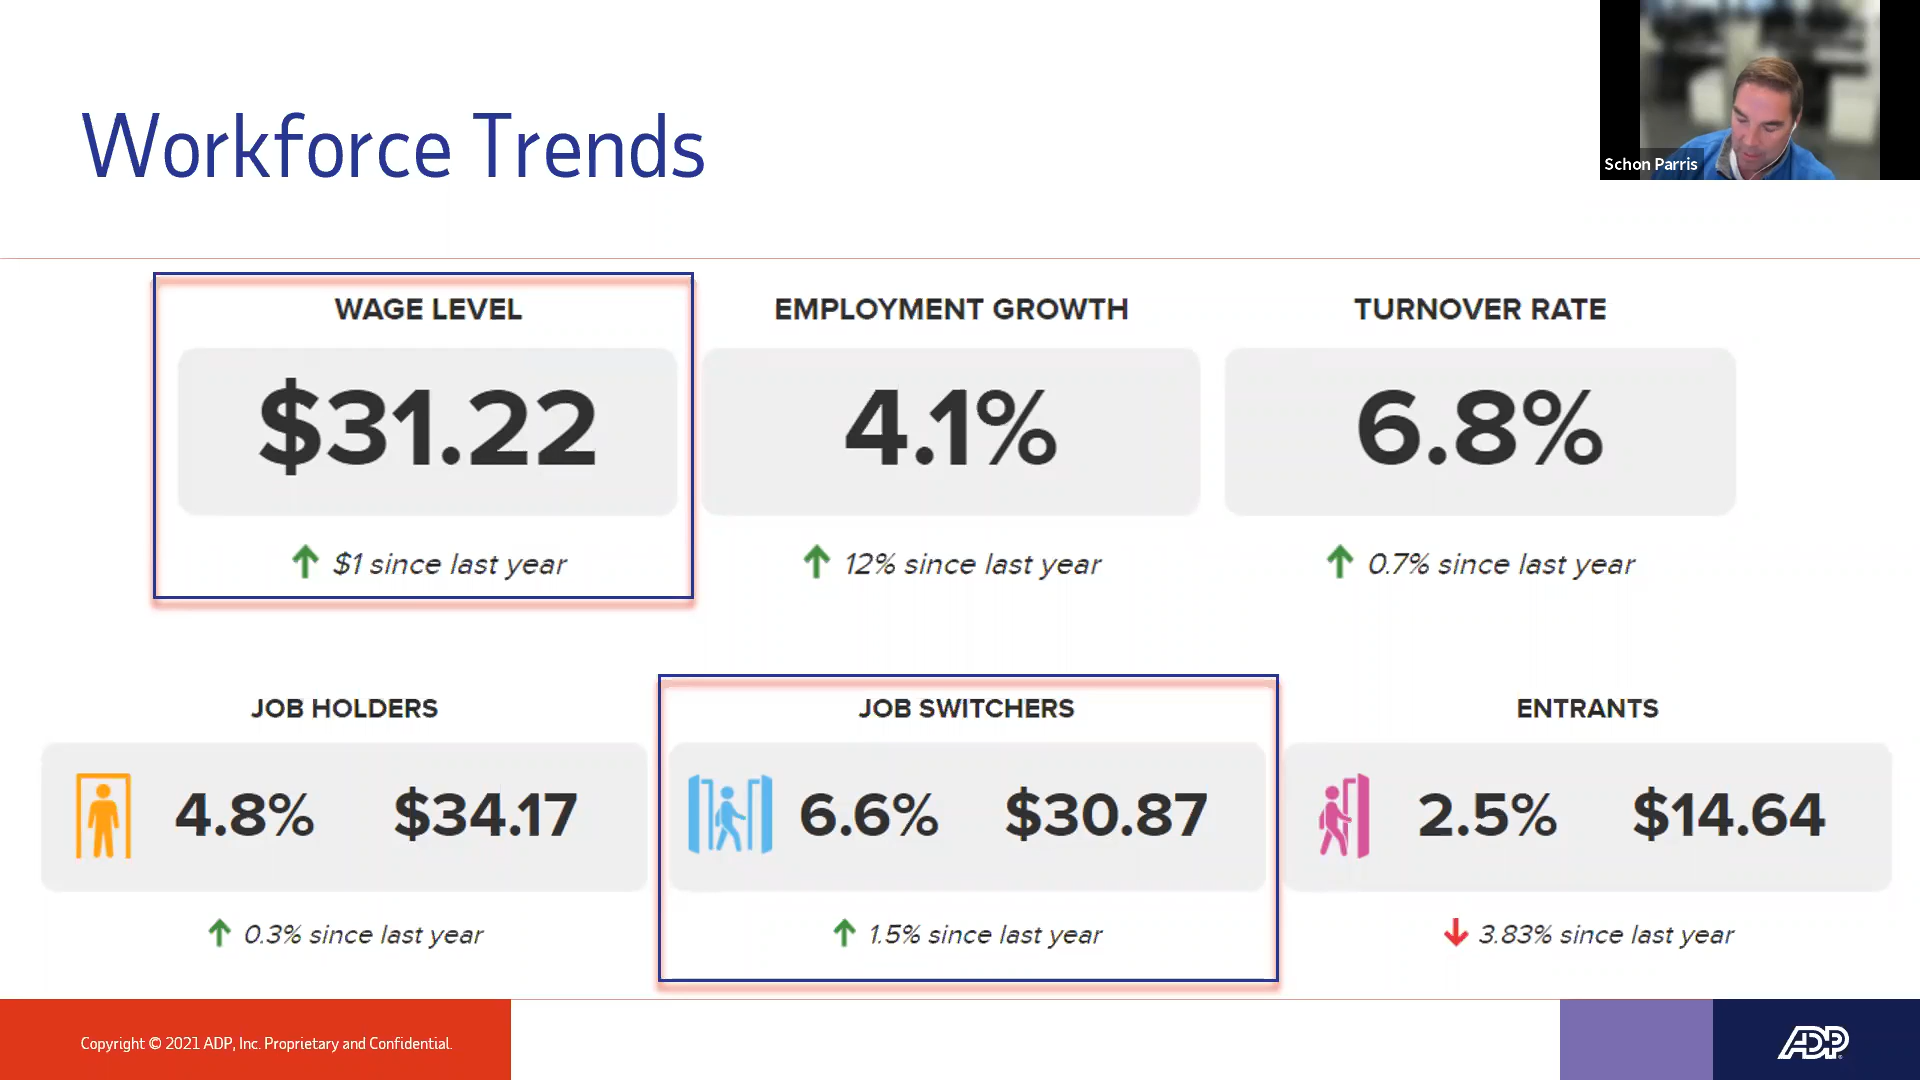 Workforce Trends
Schon Parris
WAGE LEVEL
$31.22
$1 since last year
EMPLOYMENT GROWTH
4.1%
12% since last year
TURNOVER RATE
6.8%
0.7% since last year
JOB HOLDERS
4.8% $34.17
0.3% since last year
JOB SWITCHERS
6.6% $30.87
1.5% since last year
ENTRANTS
2.5% $14.64
3.83% since last year
Copyright © 2021 ADP, Inc. Proprietary and Confidential.
ADP